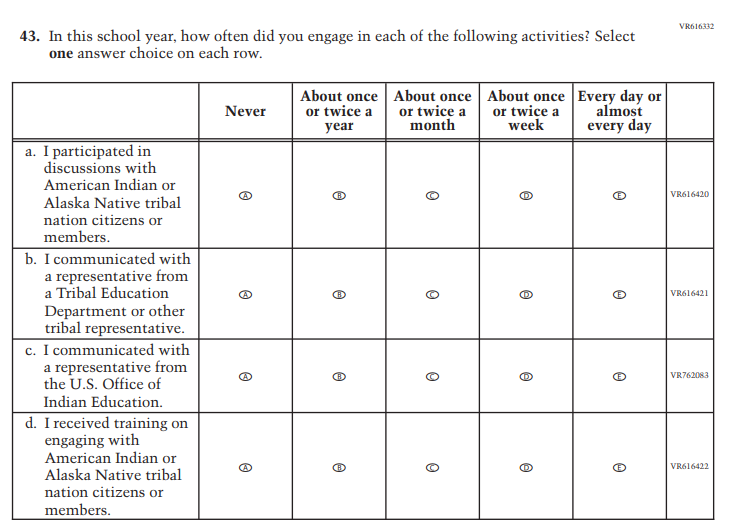 VR616332
43. In this school year, how often did you engage in each of the following activities? Select
one answer choice on each row.
Never
About once or twice a year
About once or twice a month
About once or twice a week
Every day or almost every day
a. I participated in
discussions with
American Indian or
Alaska Native tribal
nation citizens or
members.
A B C D E VR616420
b. I communicated with
a representative from
a Tribal Education
Department or other
tribal representative.
A B C D E VR616421
c. I communicated with
a representative from
the U.S. Office of
Indian Education.
A B C D E VR762083
d. I received training on
engaging with
American Indian or
Alaska Native tribal
nation citizens or
members.
A B C D E VR616422